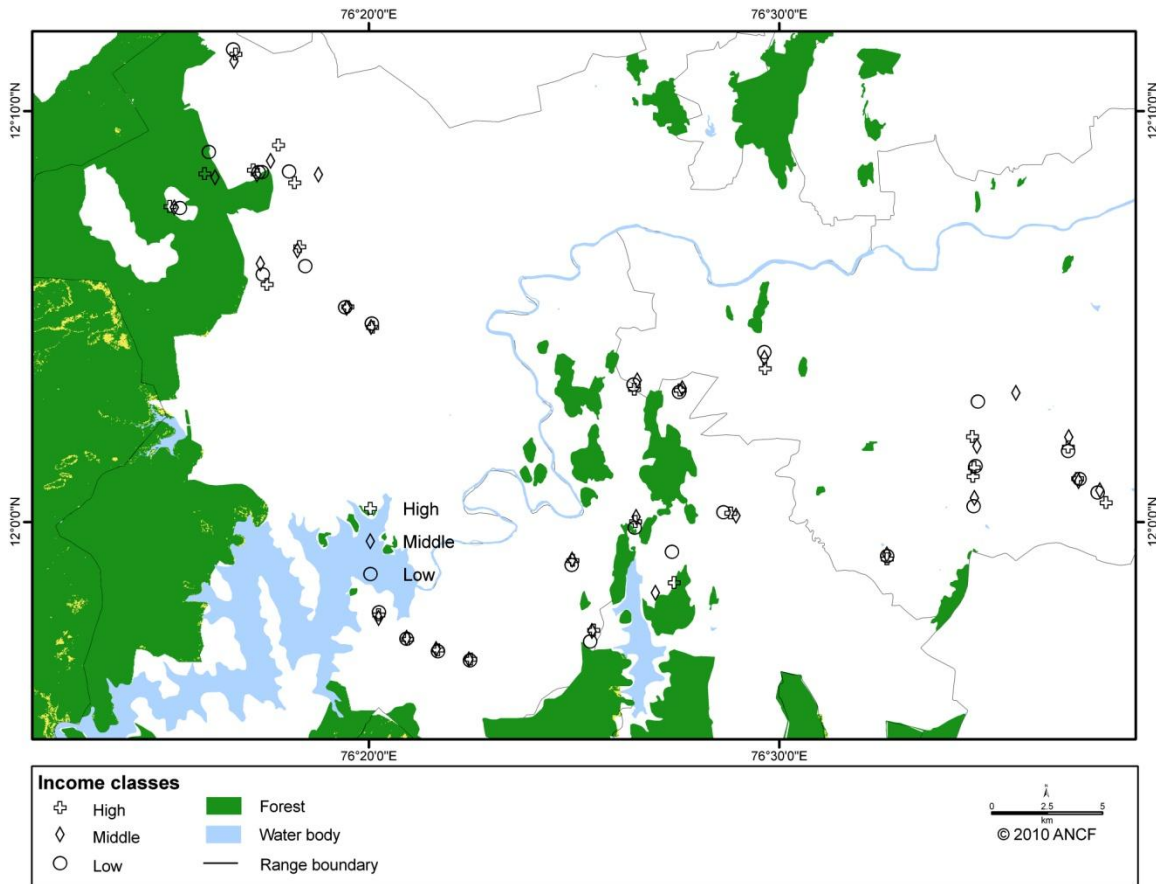 76°20'0"E
76°30'0"E
12°10'0"N
12°10'0"N
High
Middle
Low
12°0'0"N
12°0'0"N
76°20'0"E
76°30'0"E
Income classes
High
Middle
Low
Forest
Water body
Range boundary
N
0 2.5 5
km
© 2010 ANCF